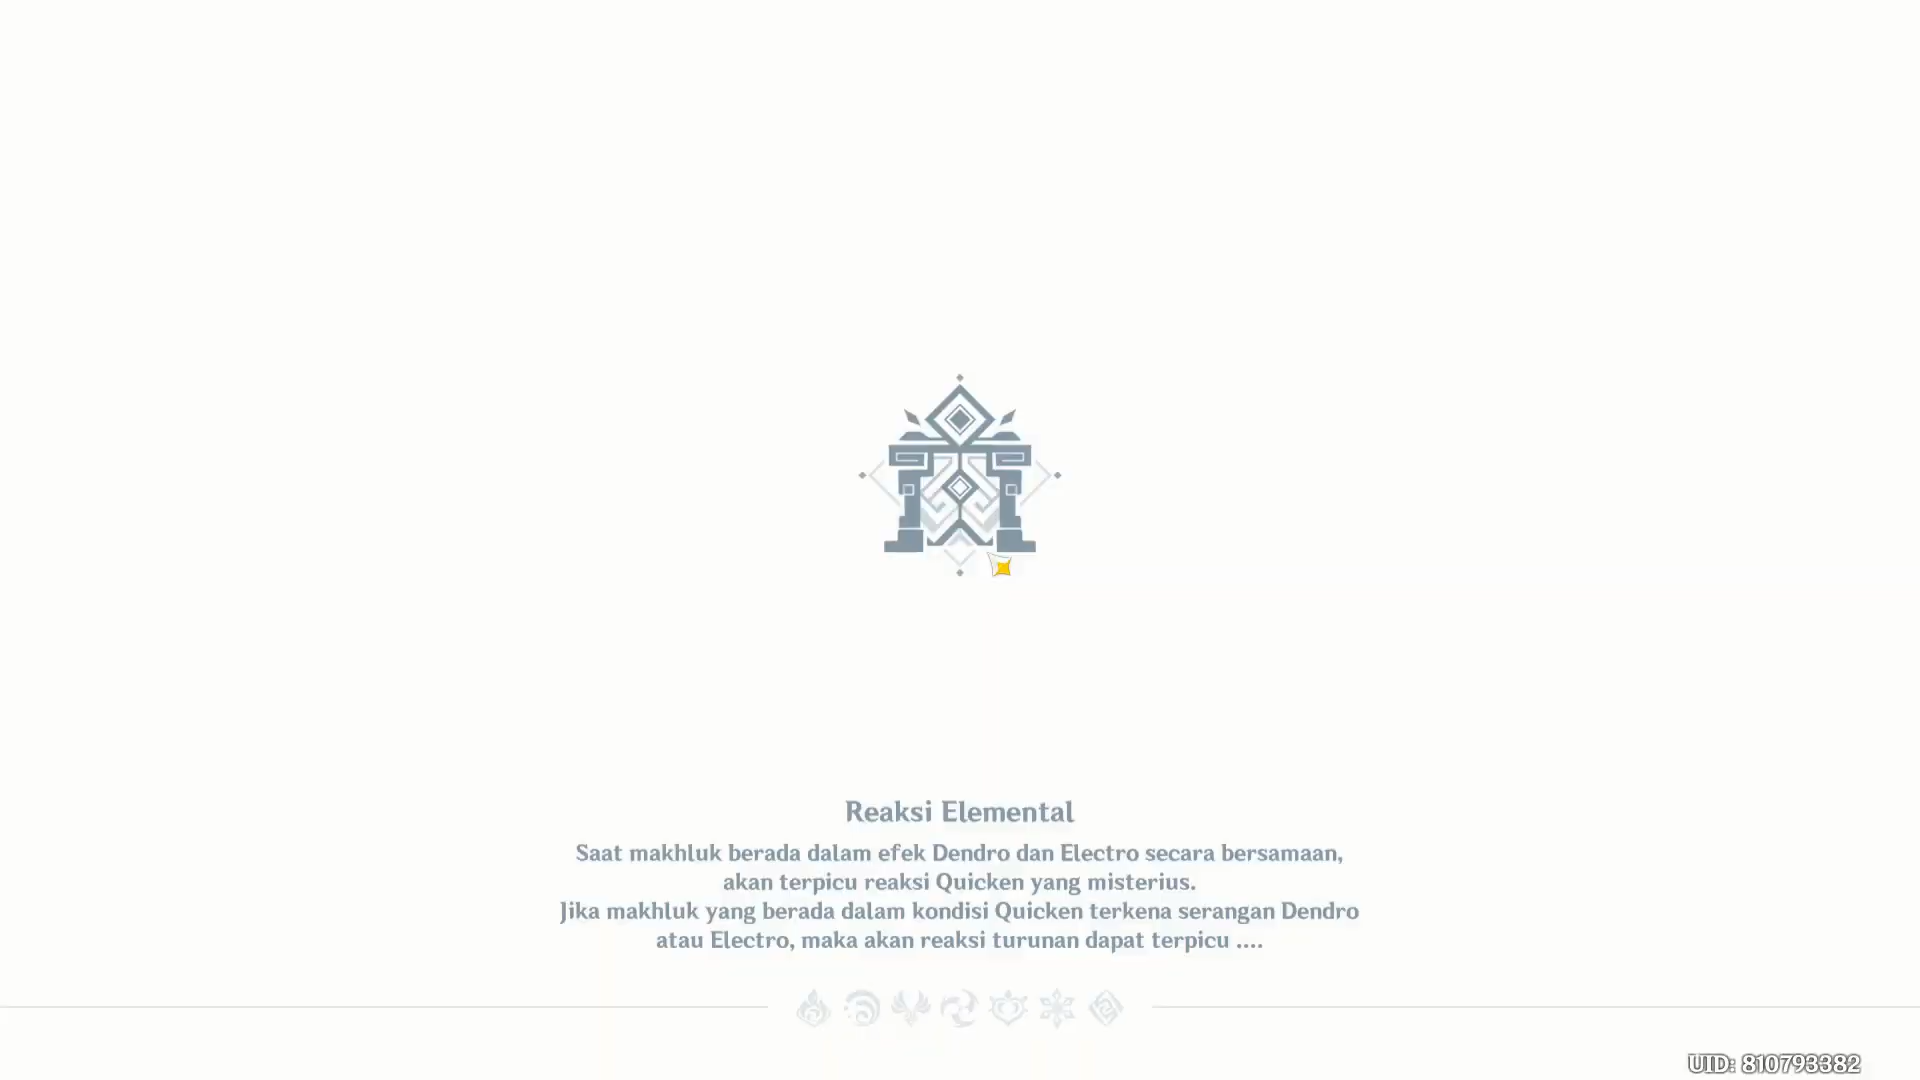 Reaksi Elemental
Saat makhluk berada dalam efek Dendro dan Electro secara bersamaan,
akan terpicu reaksi Quicken yang misterius.
Jika makhluk yang berada dalam kondisi Quicken terkena serangan Dendro
atau Electro, maka akan reaksi turunan dapat terpicu ....
UID: 810793382